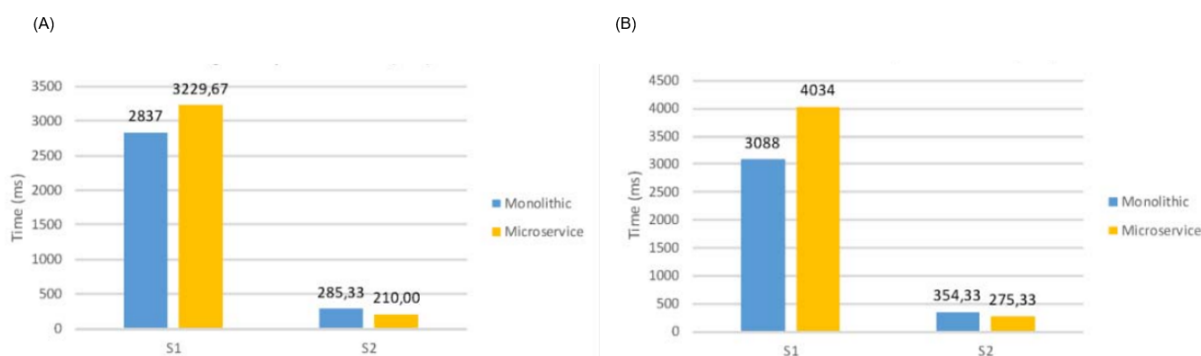 (A)
3500
3000
2500
2000
1500
1000
500
0
Time (ms)
2837
3229,67
285,33
210,00
S1
S2
Monolithic
Microservice
(B)
4500
4000
3500
3000
2500
2000
1500
1000
500
0
Time (ms)
3088
4034
354,33
275,33
S1
S2
Monolithic
Microservice